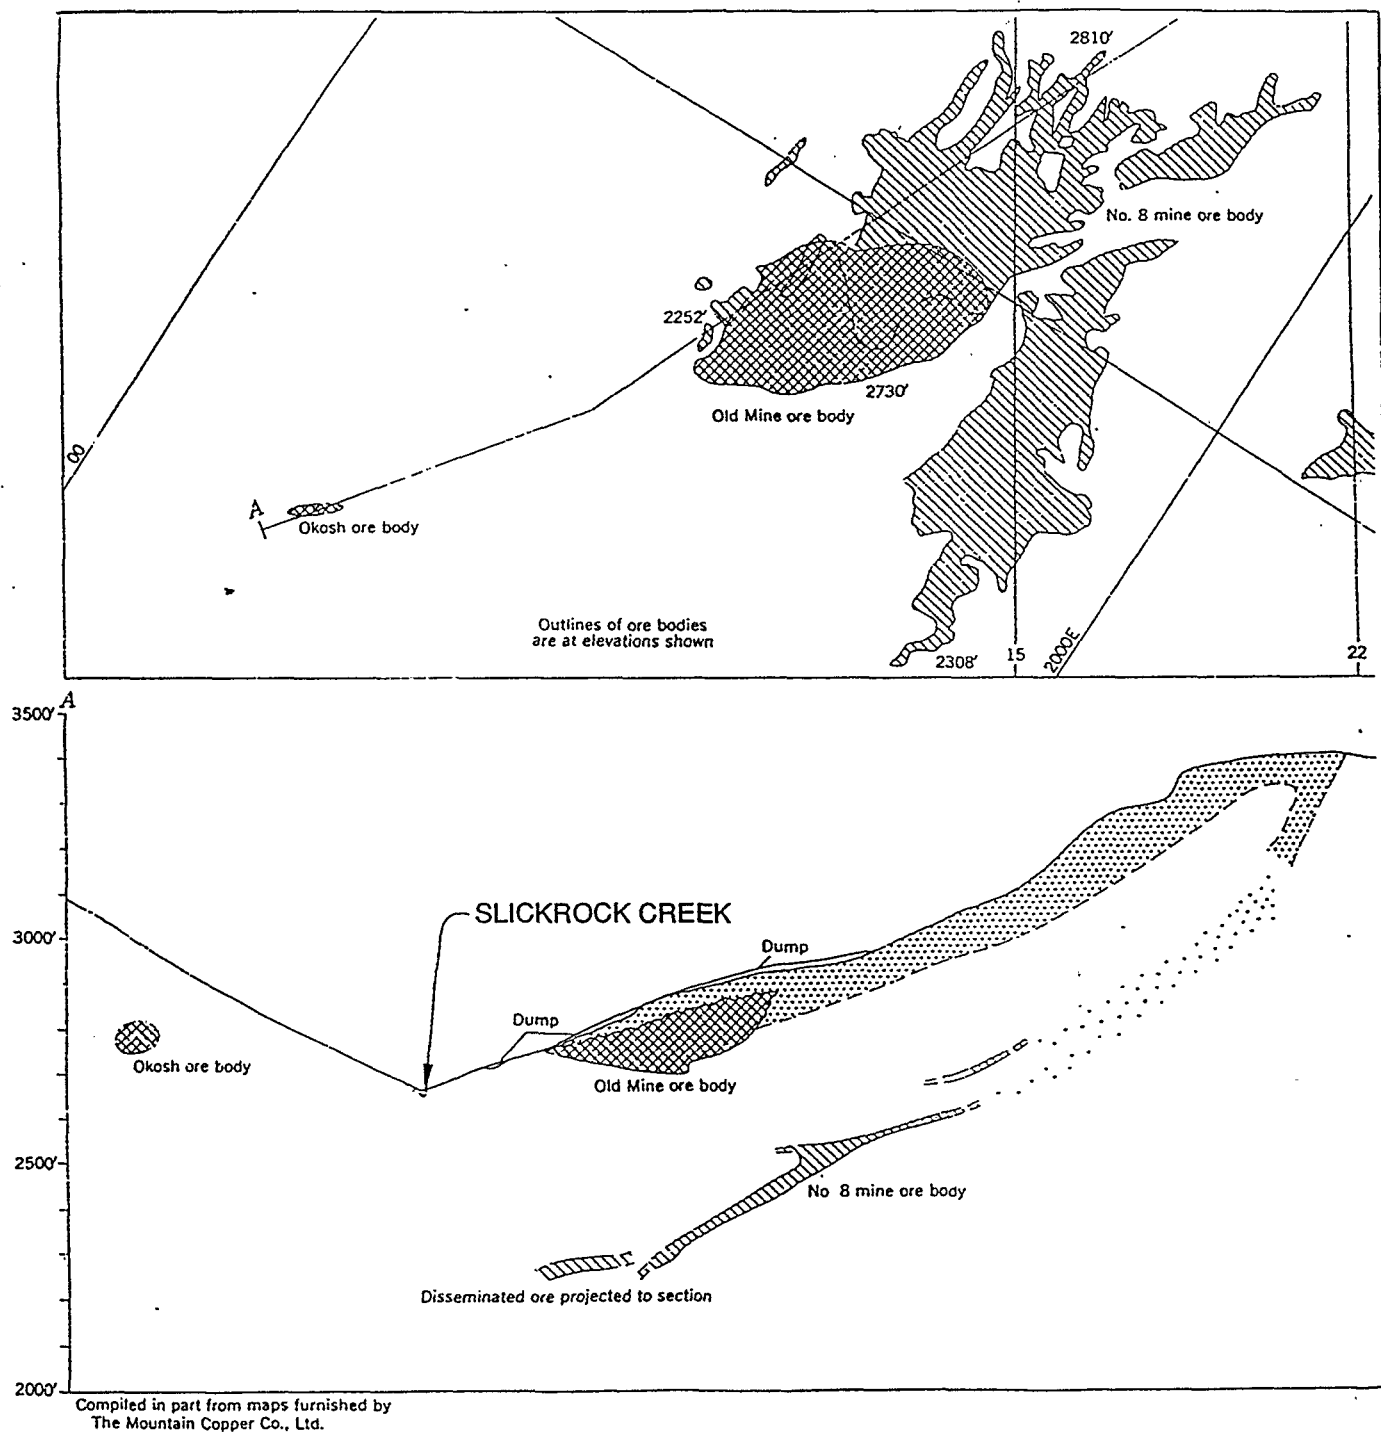 2810'
No. 8 mine ore body
2252'
2730'
Old Mine ore body
00
A
Okosh ore body
Outlines of ore bodies
are at elevations shown
2308'
15
2000E
22
A
3500'
SLICKROCK CREEK
3000'
Dump
Dump
Okosh ore body
Old Mine ore body
2500'
No 8 mine ore body
Disseminated ore projected to section
2000'
Compiled in part from maps furnished by
The Mountain Copper Co., Ltd.